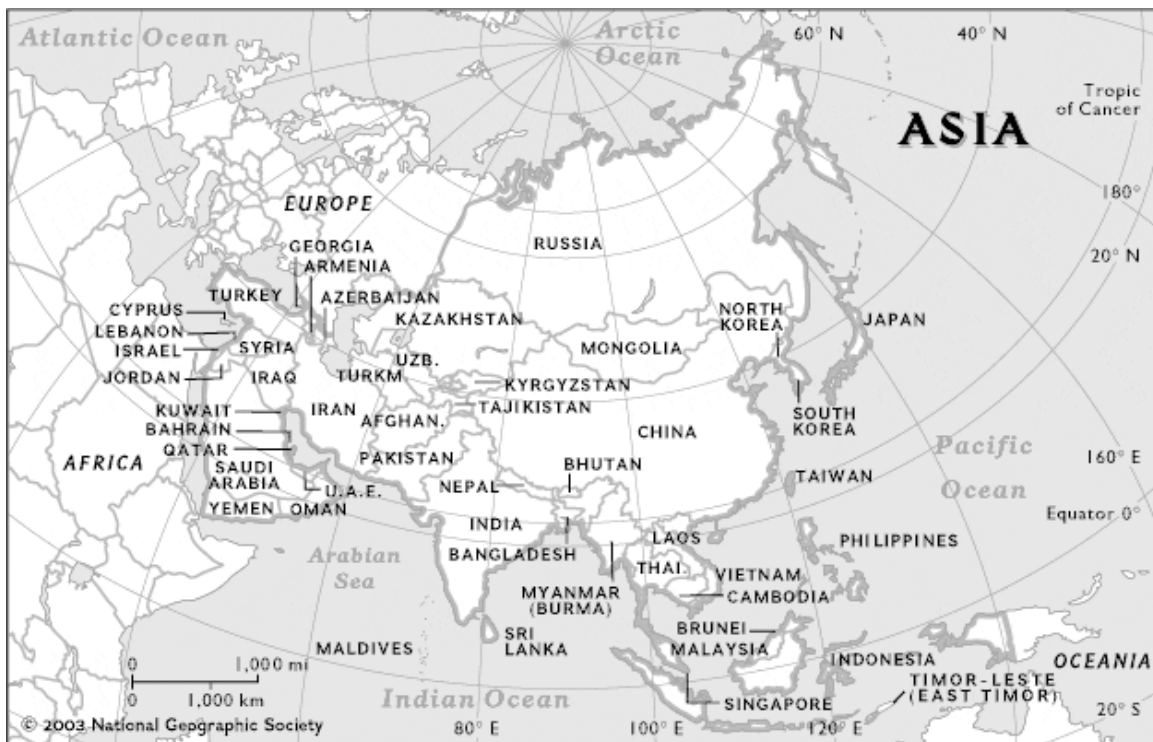 Atlantic Ocean
Arctic
Ocean
60° N
40° N
Tropic
of Cancer
ASIA
180°
20° N
EUROPE
RUSSIA
GEORGIA
ARMENIA
TURKEY
AZERBAIJAN
CYPRUS
KAZAKHSTAN
NORTH
KOREA
JAPAN
LEBANON
ISRAEL
SYRIA
MONGOLIA
UZB.
JORDAN
IRAQ
TURKM.
KYRGYZSTAN
KUWAIT
IRAN
TAJIKISTAN
SOUTH
KOREA
BAHRAIN
AFGHAN.
CHINA
QATAR
AFRICA
PAKISTAN
Pacific
Ocean
160° E
SAUDI
ARABIA
BHUTAN
TAIWAN
U.A.E.
NEPAL
YEMEN
OMAN
Equator 0°
INDIA
LAOS
PHILIPPINES
Arabian
Sea
BANGLADESH
THAI.
VIETNAM
MYANMAR
(BURMA)
CAMBODIA
SRI
LANKA
BRUNEI
MALDIVES
MALAYSIA
INDONESIA
OCEANIA
0
1,000 mi
0
1,000 km
TIMOR-LESTE
(EAST TIMOR)
Indian Ocean
SINGAPORE
20° S
© 2003 National Geographic Society
80° E
100° E
120° E